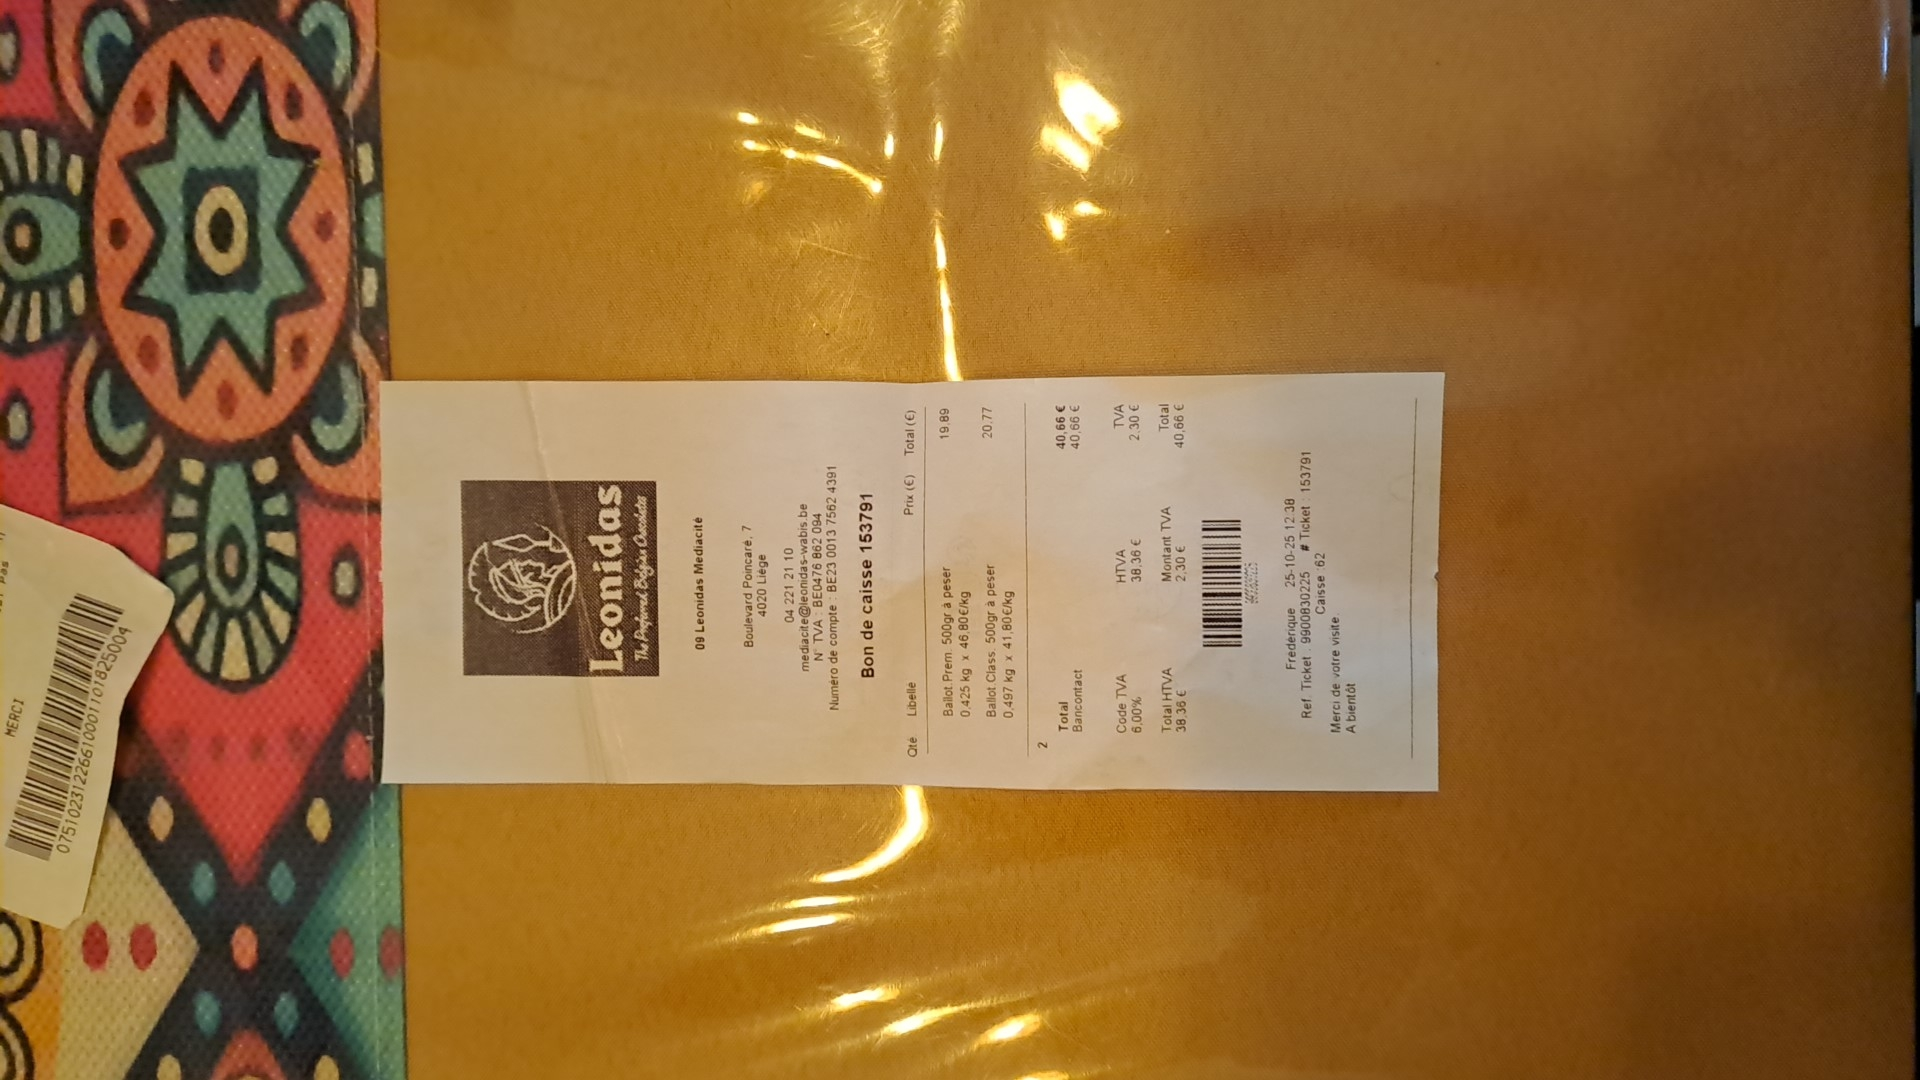 MERCI
07510231226610001101825004
Leonidas
The Preferred Belgian Chocolates
09 Leonidas Mediacité
Boulevard Poincaré, 7
4020 Liège
04 221 21 10
mediacite@leonidas-wabis.be
N° TVA : BE0476 862 094
Numéro de compte : BE23 0013 7562 4391
Bon de caisse 153791
Qté Libellé Prix (€) Total (€)
Ballot.Prem. 500gr à peser 19.89
0,425 kg x 46,80€/kg
Ballot.Class. 500gr à peser 20.77
0,497 kg x 41,80€/kg
2
Total 40,66 €
Bancontact 40,66 €
Code TVA HTVA TVA
6.00% 38,36 € 2.30 €
Total HTVA Montant TVA Total
38.36 € 2,30 € 40,66 €
Frédérique 25-10-25 12:38
Ref. Ticket : 9900830225 # Ticket : 153791
Caisse :62
Merci de votre visite.
A bientôt